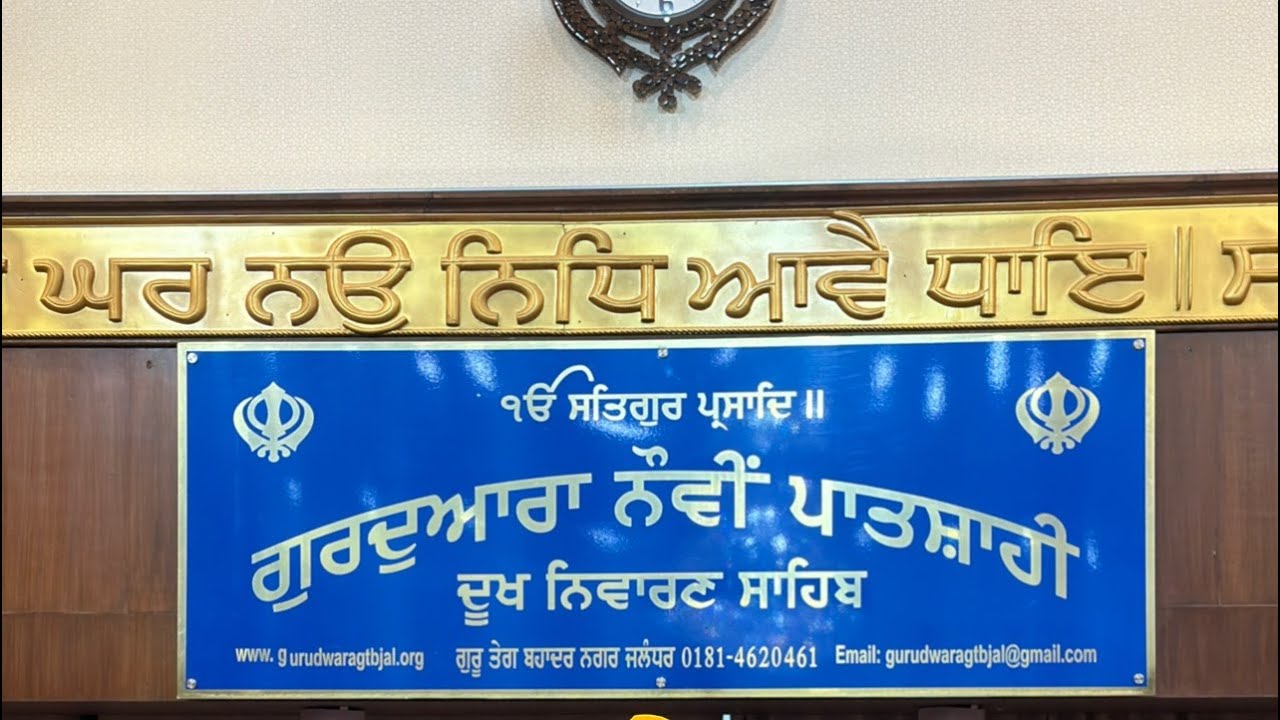 ਘਰ ਨਉ ਨਿਧਿ ਆਵੈ ਧਾਇ ॥
ੴ ਸਤਿਗੁਰ ਪ੍ਰਸਾਦਿ ॥
ਗੁਰਦੁਆਰਾ ਨੌਵੀਂ ਪਾਤਸ਼ਾਹੀ
ਦੂਖ ਨਿਵਾਰਣ ਸਾਹਿਬ
www.gurudwaragtbjal.org ਗੁਰੂ ਤੇਗ ਬਹਾਦਰ ਨਗਰ ਜਲੰਧਰ 0181-4620461 Email: gurudwaragtbjal@gmail.com